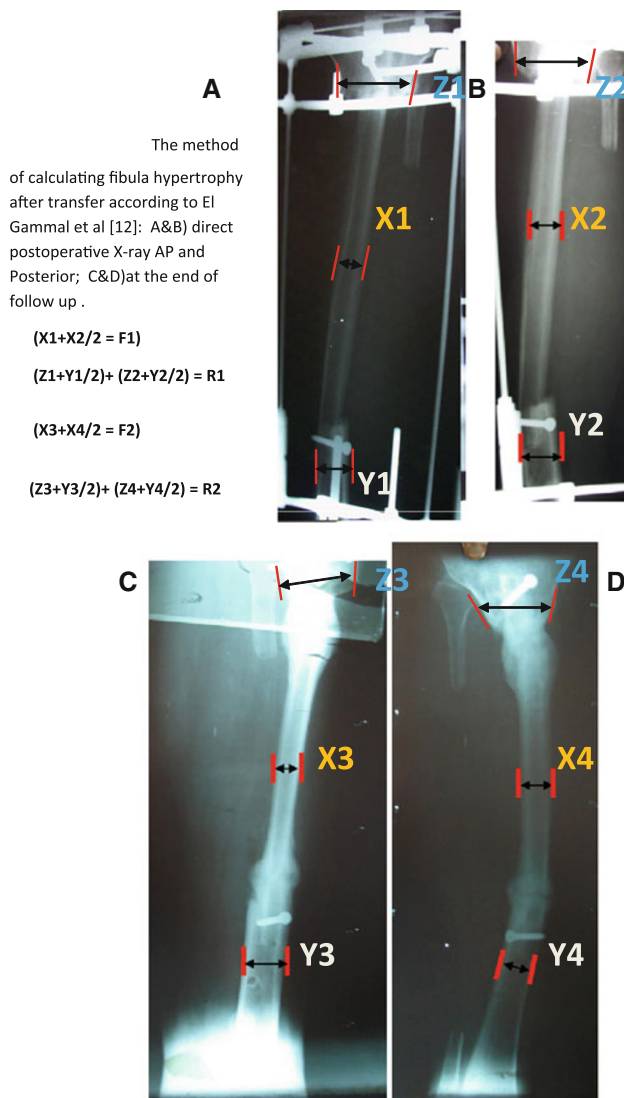 A
Z1
B
Z2
The method
of calculating fibula hypertrophy
after transfer according to El
Gammal et al [12]: A&B) direct
postoperative X-ray AP and
Posterior; C&D)at the end of
follow up .
X1
X2
(X1+X2/2 = F1)
(Z1+Y1/2)+ (Z2+Y2/2) = R1
(X3+X4/2 = F2)
Y1
Y2
(Z3+Y3/2)+ (Z4+Y4/2) = R2
C
Z3
Z4
D
X3
X4
Y3
Y4